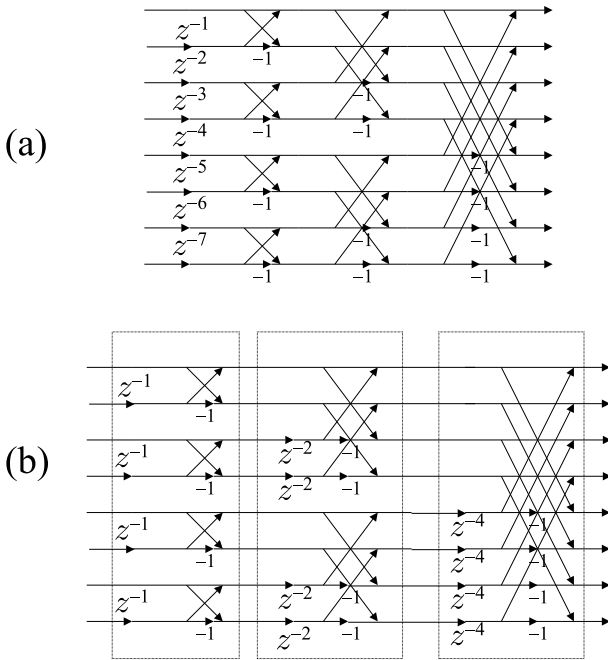 z⁻¹
z⁻² −1
z⁻³ −1
−1 −1
z⁻⁴
(a)
z⁻⁵ −1
z⁻⁶ −1 −1
z⁻⁷ −1 −1
−1 −1 −1
z⁻¹
−1
z⁻¹ z⁻² −1
−1 z⁻² −1
(b)
z⁻¹ z⁻⁴ −1
−1 z⁻⁴ −1
z⁻¹ z⁻² −1 z⁻⁴ −1
−1 z⁻² −1 z⁻⁴ −1